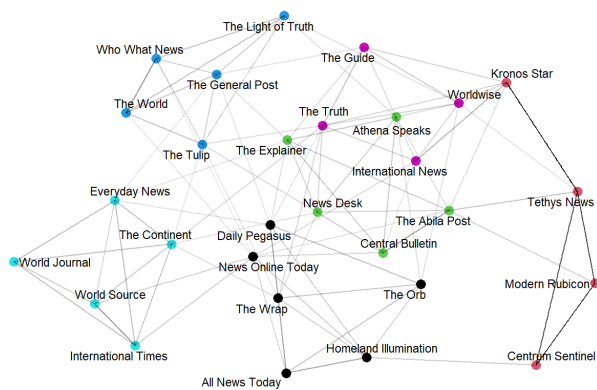 The Light of Truth
Who What News
The Guide
Kronos Star
The General Post
Worldwise
The World
The Truth
Athena Speaks
The Tulip
The Explainer
International News
Everyday News
News Desk
Tethys News
The Abila Post
The Continent
Daily Pegasus
Central Bulletin
World Journal
News Online Today
Modern Rubicon
World Source
The Orb
The Wrap
International Times
Homeland Illumination
Centrum Sentinel
All News Today